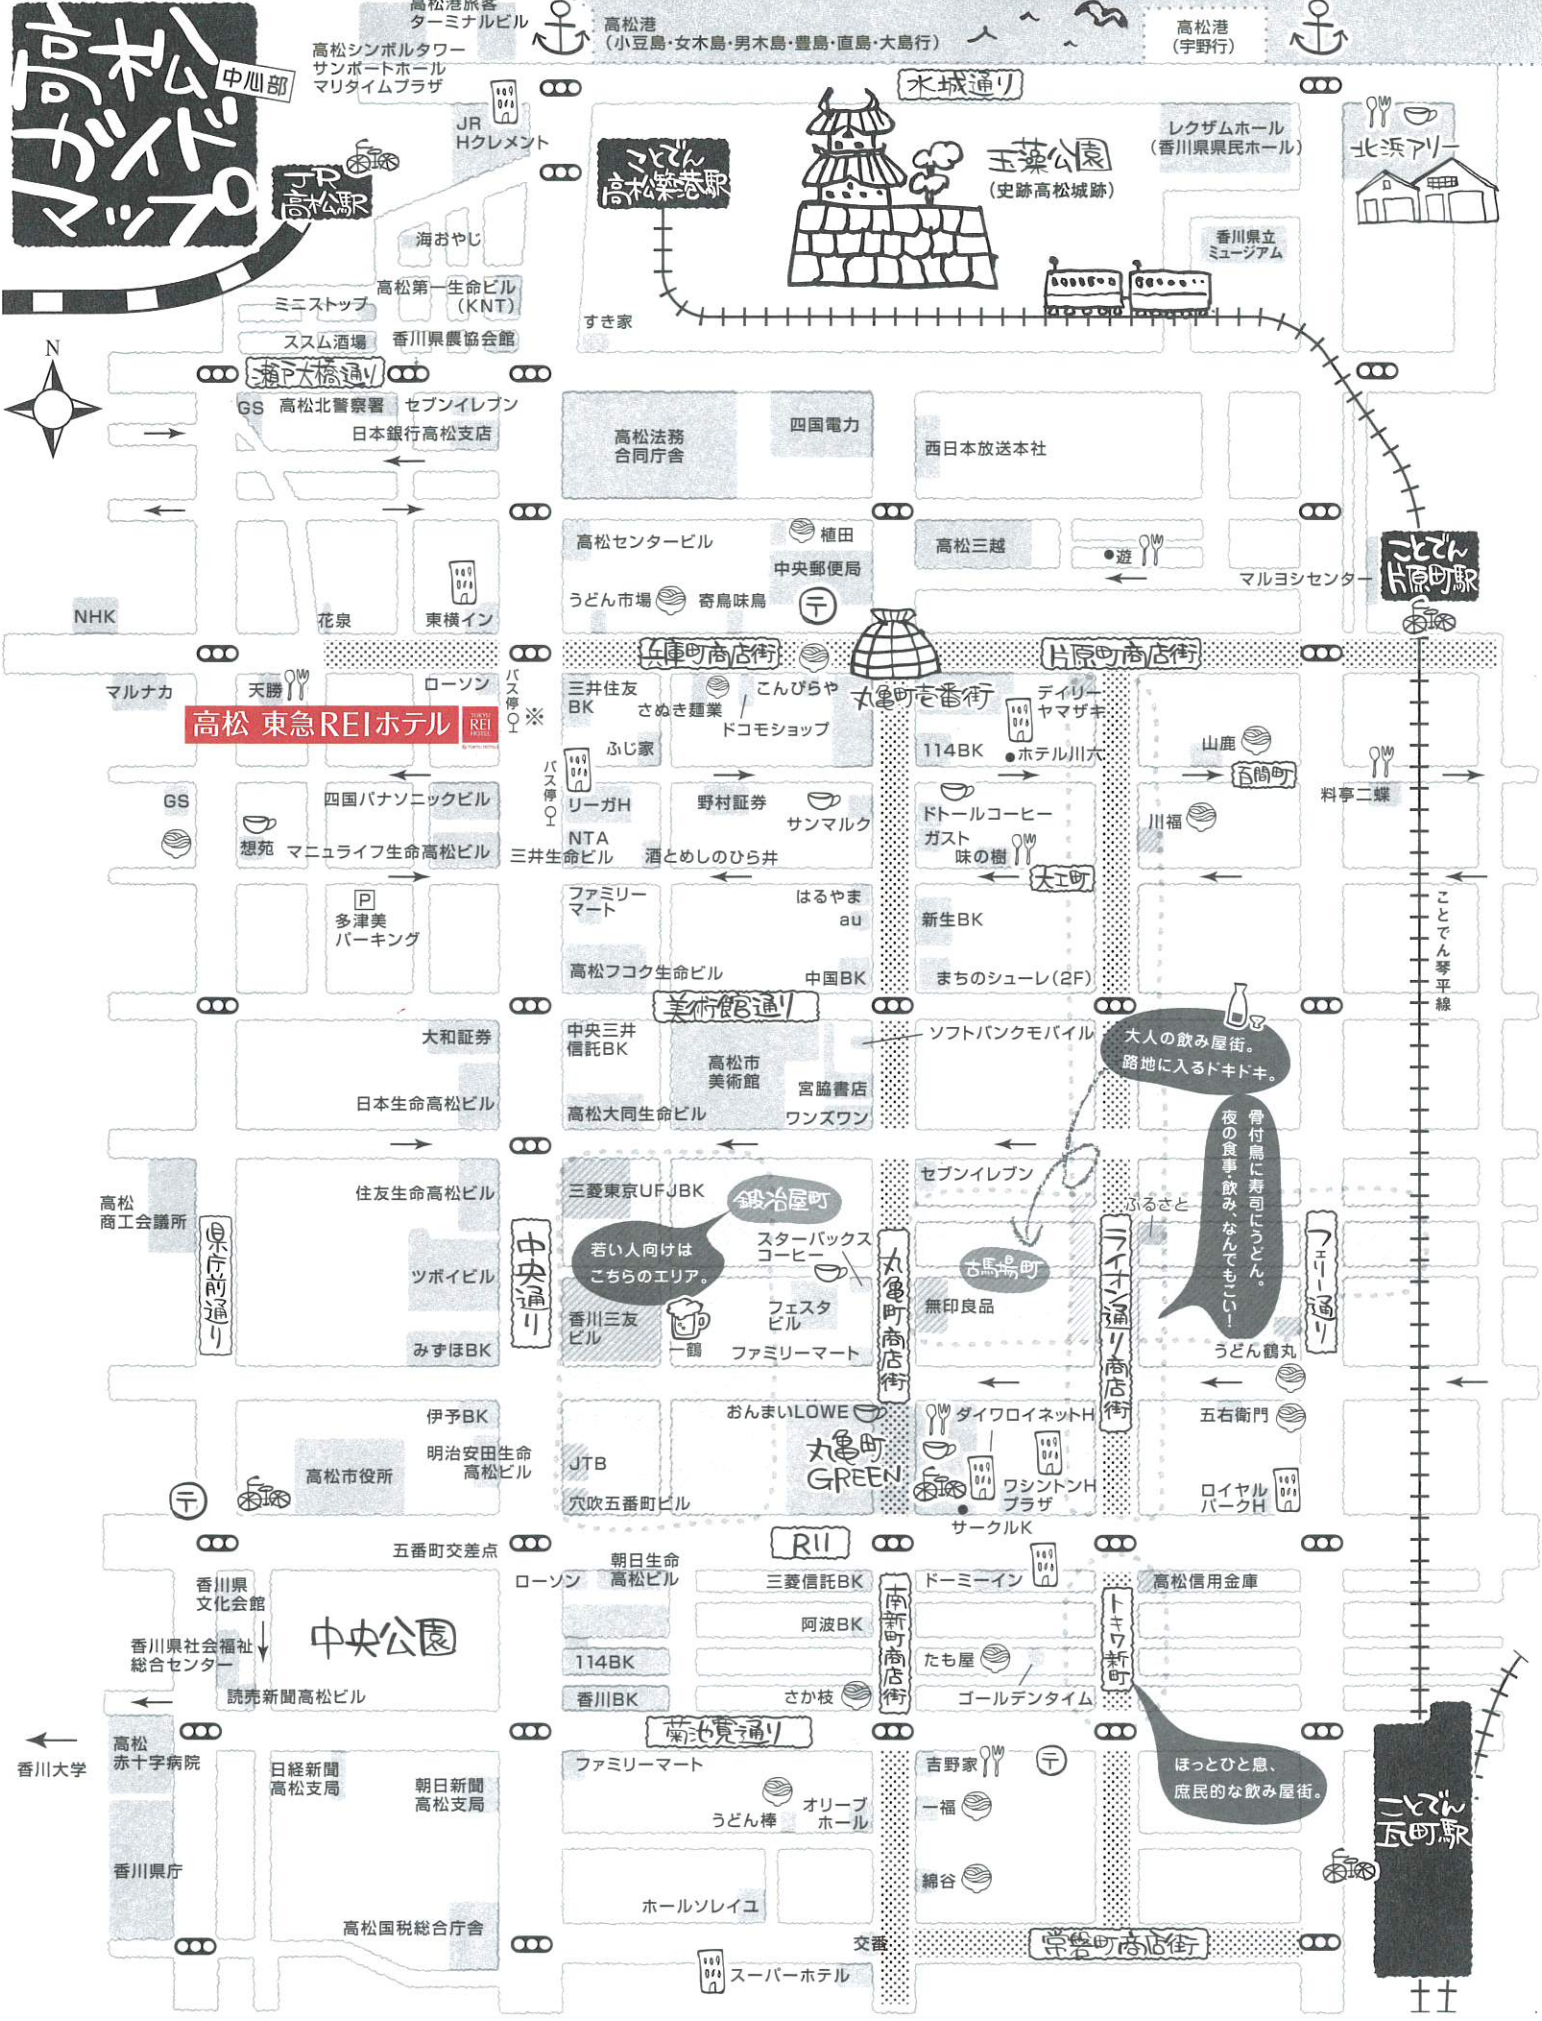 高松
ガイド
マップ
中心部
高松港旅客
ターミナルビル
高松シンボルタワー
サンポートホール
マリタイムプラザ
高松港
(小豆島・女木島・男木島・豊島・直島・大島行)
高松港
(宇野行)
水城通り
JR
Hクレメント
JR
高松駅
ことでん
高松築港駅
玉藻公園
(史跡高松城跡)
レクザムホール
(香川県県民ホール)
北浜アリー
香川県立
ミュージアム
海おやじ
高松第一生命ビル
(KNT)
ミニストップ
ススム酒場
香川県農協会館
すき家
N
瀬戸大橋通り
GS
高松北警察署
セブンイレブン
日本銀行高松支店
高松法務
合同庁舎
四国電力
西日本放送本社
高松センタービル
植田
中央郵便局
高松三越
遊
マルヨシセンター
ことでん
片原町駅
うどん市場
寄鳥味鳥
〒
NHK
花泉
東横イン
兵庫町商店街
片原町商店街
マルナカ
天勝
ローソン
バス停
※
三井住友
BK
さぬき麺業
こんぴらや
ドコモショップ
丸亀町壱番街
デイリー
ヤマザキ
高松 東急REIホテル
TOKYU
REI
HOTEL
ふじ家
114BK
ホテル川六
山鹿
百間町
バス停
リーガH
野村証券
サンマルク
ドトールコーヒー
料亭二蝶
GS
四国パナソニックビル
想苑
マニュライフ生命高松ビル
NTA
三井生命ビル
酒とめしのひら井
ガスト
味の樹
川福
大工町
P
多津美
パーキング
ファミリー
マート
はるやま
au
新生BK
ことでん琴平線
高松フコク生命ビル
中国BK
まちのシューレ(2F)
美術館通り
大和証券
中央三井
信託BK
高松市
美術館
ソフトバンクモバイル
大人の飲み屋街。
路地に入るドキドキ。
宮脇書店
日本生命高松ビル
高松大同生命ビル
ワンズワン
骨付鳥に寿司にうどん。
夜の食事・飲み、なんでもこい!
セブンイレブン
高松
商工会議所
住友生命高松ビル
三菱東京UFJBK
鍛冶屋町
ふるさと
県庁前通り
中央通り
若い人向けは
こちらのエリア。
スターバックス
コーヒー
丸亀町商店街
古馬場町
ライオン通り商店街
フェリー通り
ツボイビル
香川三友
ビル
一鶴
フェスタ
ビル
無印良品
みずほBK
ファミリーマート
うどん鶴丸
おんまいLOWE
ダイワロイネットH
五右衛門
伊予BK
高松市役所
明治安田生命
高松ビル
JTB
丸亀町
GREEN
ワシントンH
プラザ
ロイヤル
パークH
〒
穴吹五番町ビル
サークルK
R11
五番町交差点
ローソン
朝日生命
高松ビル
三菱信託BK
ドーミーイン
高松信用金庫
香川県
文化会館
中央公園
阿波BK
南新町商店街
トキワ新町
香川県社会福祉
総合センター
114BK
たも屋
読売新聞高松ビル
香川BK
さか枝
ゴールデンタイム
菊池寛通り
香川大学
高松
赤十字病院
日経新聞
高松支局
朝日新聞
高松支局
ファミリーマート
吉野家
〒
ほっとひと息、
庶民的な飲み屋街。
うどん棒
オリーブ
ホール
一福
ことでん
瓦町駅
香川県庁
綿谷
ホールソレイユ
高松国税総合庁舎
交番
常磐町商店街
スーパーホテル